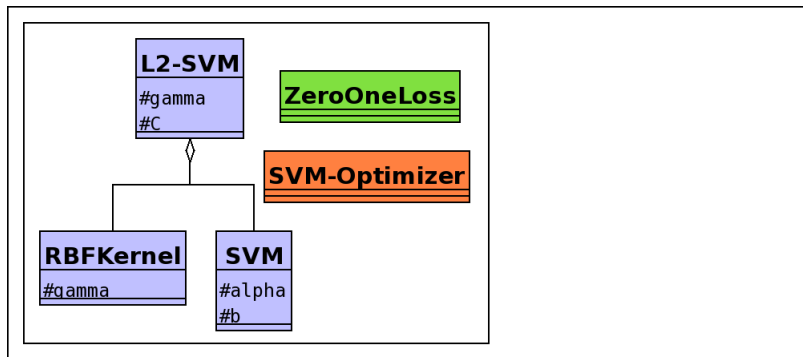 L2-SVM
#gamma
#C
ZeroOneLoss
SVM-Optimizer
RBFKernel
#gamma
SVM
#alpha
#b